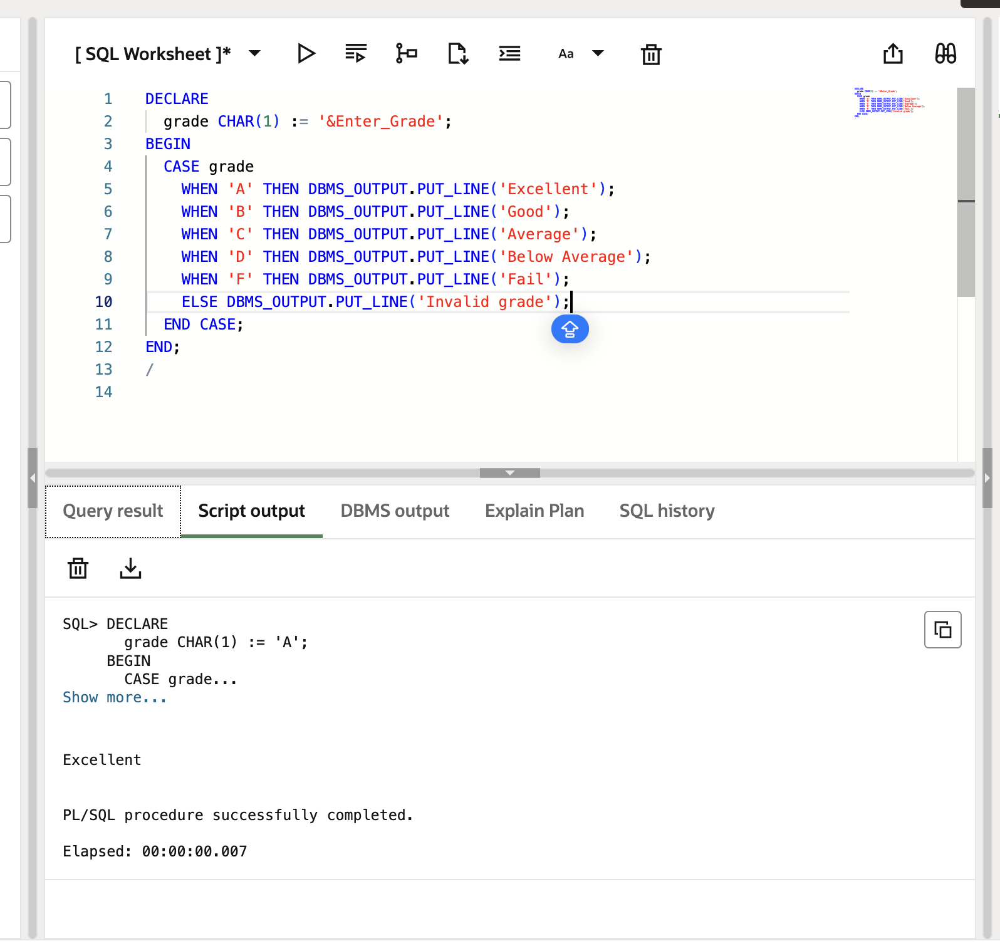 [ SQL Worksheet ]*
Aa
1 DECLARE
2   grade CHAR(1) := '&Enter_Grade';
3 BEGIN
4   CASE grade
5     WHEN 'A' THEN DBMS_OUTPUT.PUT_LINE('Excellent');
6     WHEN 'B' THEN DBMS_OUTPUT.PUT_LINE('Good');
7     WHEN 'C' THEN DBMS_OUTPUT.PUT_LINE('Average');
8     WHEN 'D' THEN DBMS_OUTPUT.PUT_LINE('Below Average');
9     WHEN 'F' THEN DBMS_OUTPUT.PUT_LINE('Fail');
10     ELSE DBMS_OUTPUT.PUT_LINE('Invalid grade');
11   END CASE;
12 END;
13 /
14
Query result Script output DBMS output Explain Plan SQL history
SQL> DECLARE
       grade CHAR(1) := 'A';
     BEGIN
       CASE grade...
Show more...
Excellent
PL/SQL procedure successfully completed.
Elapsed: 00:00:00.007